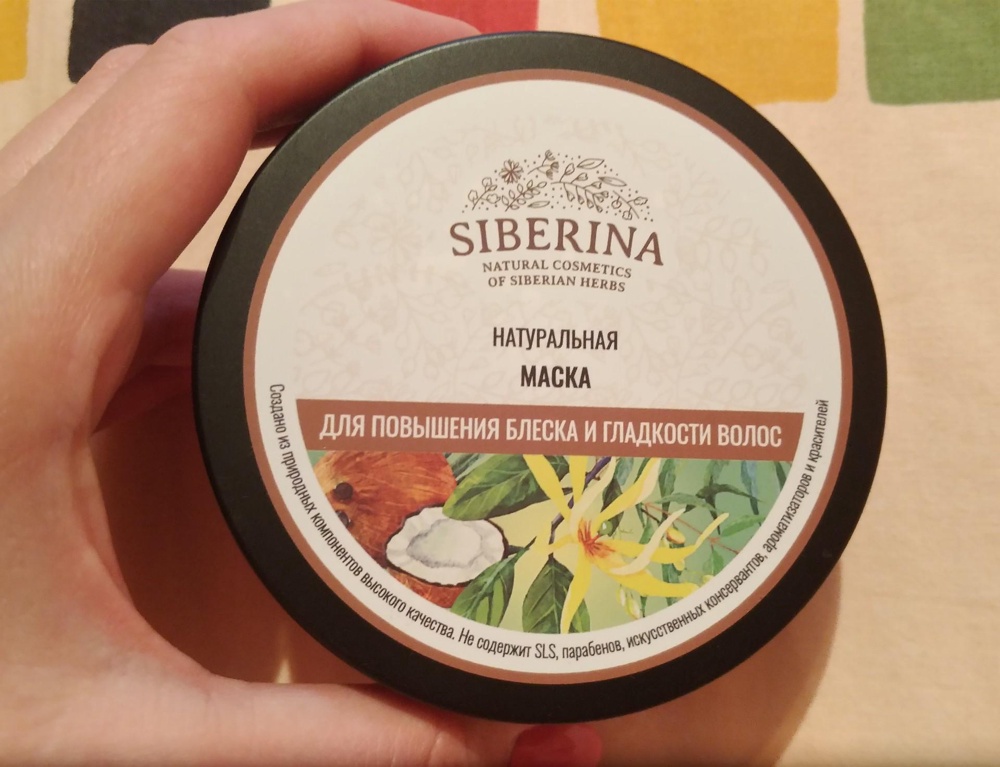 SIBERINA
NATURAL COSMETICS
OF SIBERIAN HERBS
НАТУРАЛЬНАЯ
МАСКА
ДЛЯ ПОВЫШЕНИЯ БЛЕСКА И ГЛАДКОСТИ ВОЛОС
Создано из природных компонентов высокого качества. Не содержит SLS, парабенов, искусственных консервантов, ароматизаторов и красителей